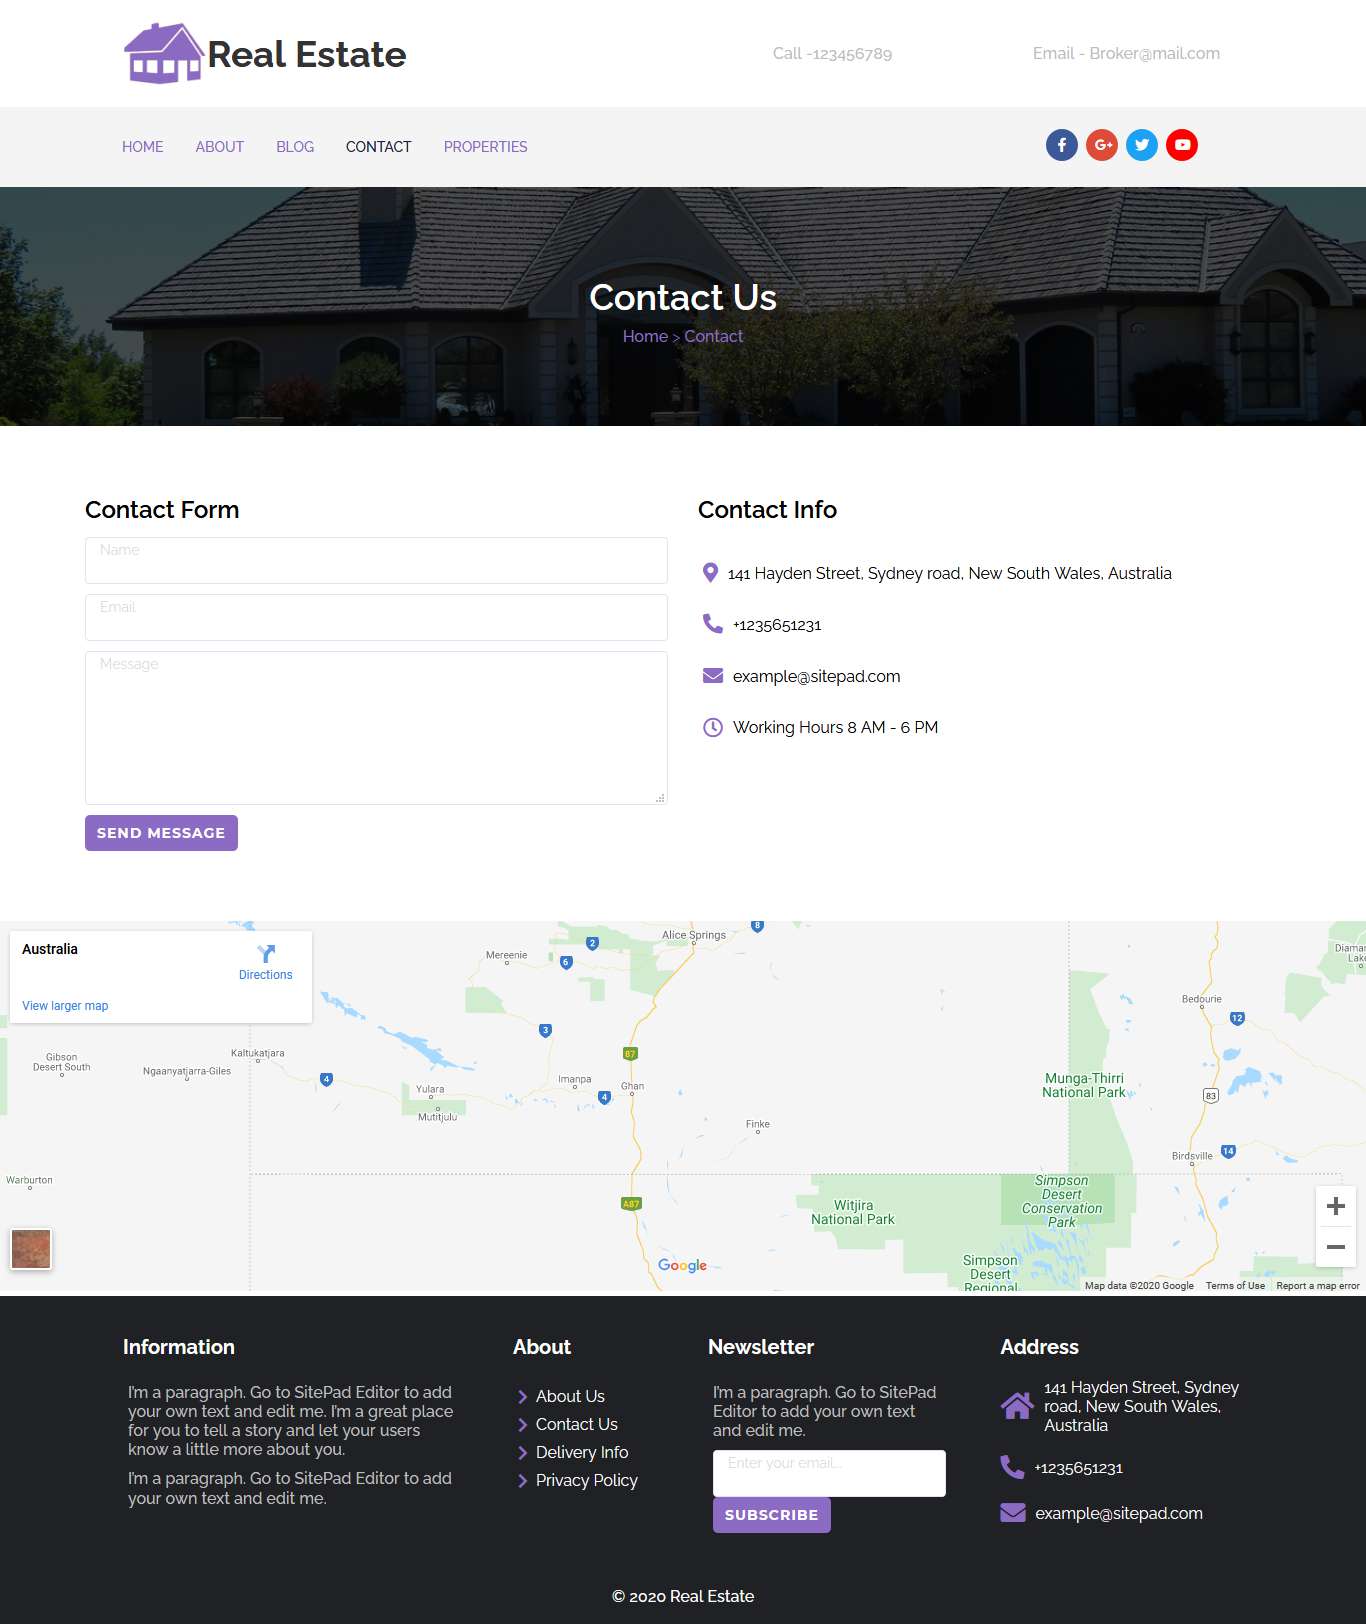 Real Estate
Call -123456789
Email - Broker@mail.com
HOME
ABOUT
BLOG
CONTACT
PROPERTIES
Contact Us
Home > Contact
Contact Form
Name
Email
Message
SEND MESSAGE
Contact Info
141 Hayden Street, Sydney road, New South Wales, Australia
+1235651231
example@sitepad.com
Working Hours 8 AM - 6 PM
Australia
Directions
View larger map
Alice Springs
8
2
Mereenie
6
Diaman
Lake
Bedourie
12
3
87
Gibson
Desert South
Kaltukatjara
Ngaanyatjarra-Giles
4
Yulara
Imanpa
Ghan
4
Mutitjulu
Munga-Thirri
National Park
83
Finke
Birdsville
14
Warburton
Simpson
Desert
Conservation
Park
A87
Witjira
National Park
Simpson
Desert
Regional
Google
Map data ©2020 Google
Terms of Use
Report a map error
Information
I'm a paragraph. Go to SitePad Editor to add
your own text and edit me. I'm a great place
for you to tell a story and let your users
know a little more about you.
I'm a paragraph. Go to SitePad Editor to add
your own text and edit me.
About
About Us
Contact Us
Delivery Info
Privacy Policy
Newsletter
I'm a paragraph. Go to SitePad
Editor to add your own text
and edit me.
Enter your email...
SUBSCRIBE
Address
141 Hayden Street, Sydney
road, New South Wales,
Australia
+1235651231
example@sitepad.com
© 2020 Real Estate